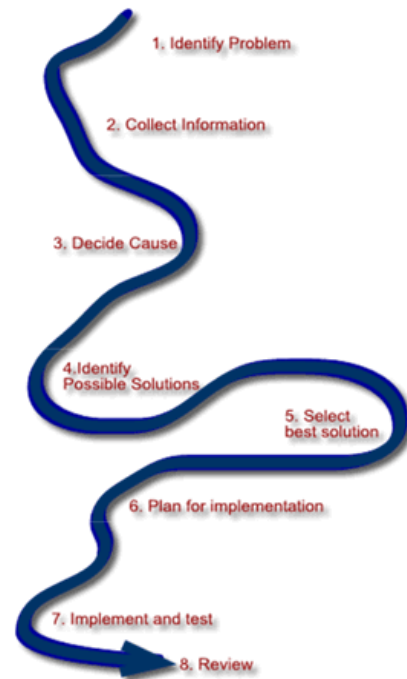 1. Identify Problem
2. Collect Information
3. Decide Cause
4.Identify
Possible Solutions
5. Select
best solution
6. Plan for implementation
7. Implement and test
8. Review